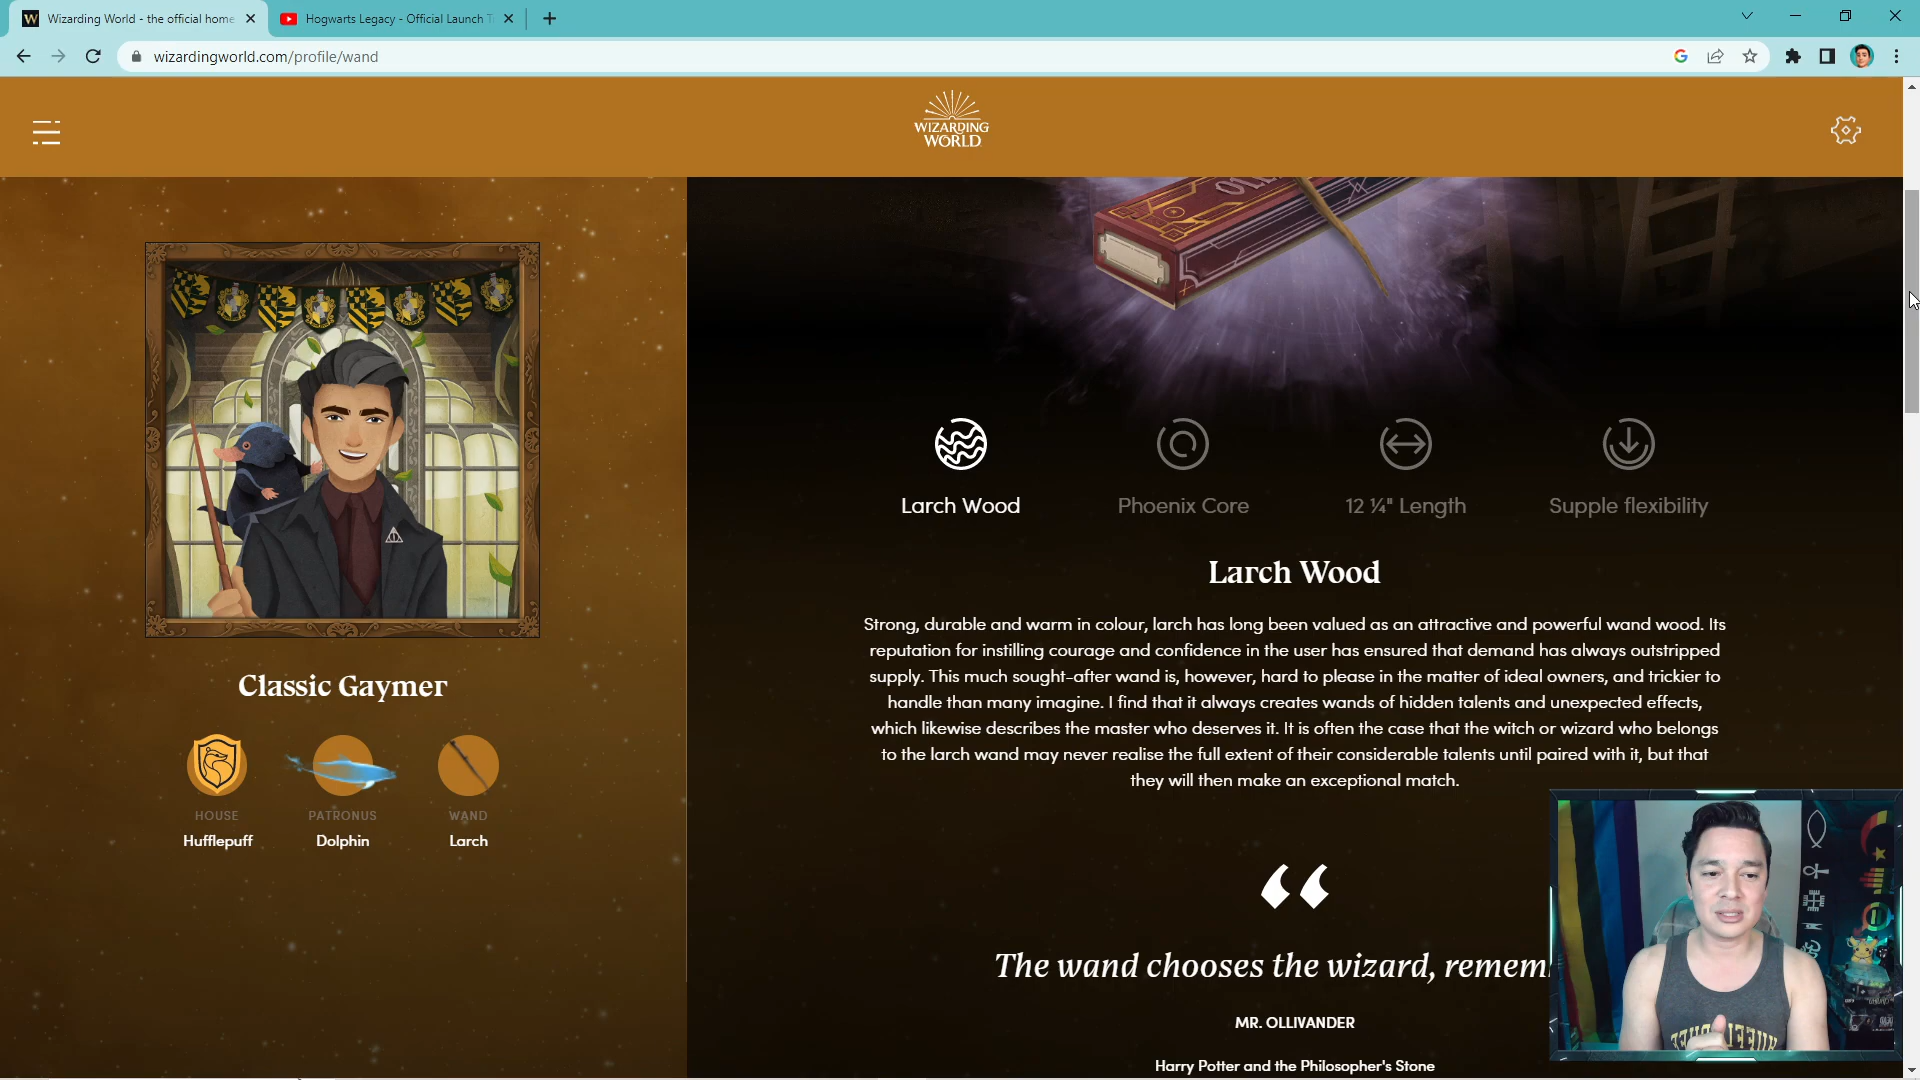 Wizarding World - the official home
Hogwarts Legacy - Official Launch T
wizardingworld.com/profile/wand
WIZARDING
WORLD
Larch Wood
Phoenix Core
12 ¼" Length
Supple flexibility
Larch Wood
Strong, durable and warm in colour, larch has long been valued as an attractive and powerful wand wood. Its
reputation for instilling courage and confidence in the user has ensured that demand has always outstripped
supply. This much sought-after wand is, however, hard to please in the matter of ideal owners, and trickier to
handle than many imagine. I find that it always creates wands of hidden talents and unexpected effects,
which likewise describes the master who deserves it. It is often the case that the witch or wizard who belongs
to the larch wand may never realise the full extent of their considerable talents until paired with it, but that
they will then make an exceptional match.
Classic Gaymer
HOUSE
Hufflepuff
PATRONUS
Dolphin
WAND
Larch
“
The wand chooses the wizard, remem
MR. OLLIVANDER
Harry Potter and the Philosopher's Stone